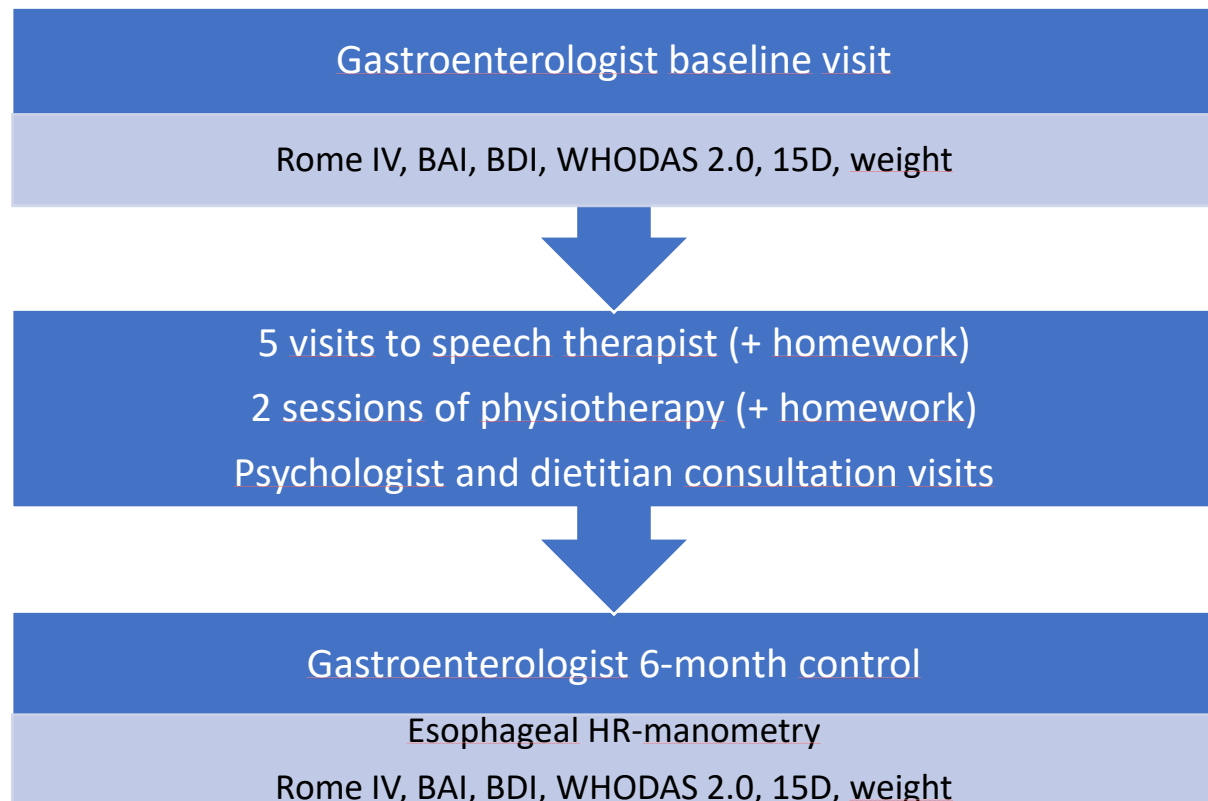 Gastroenterologist baseline visit
Rome IV, BAI, BDI, WHODAS 2.0, 15D, weight
5 visits to speech therapist (+ homework)
2 sessions of physiotherapy (+ homework)
Psychologist and dietitian consultation visits
Gastroenterologist 6-month control
Esophageal HR-manometry
Rome IV, BAI, BDI, WHODAS 2.0, 15D, weight